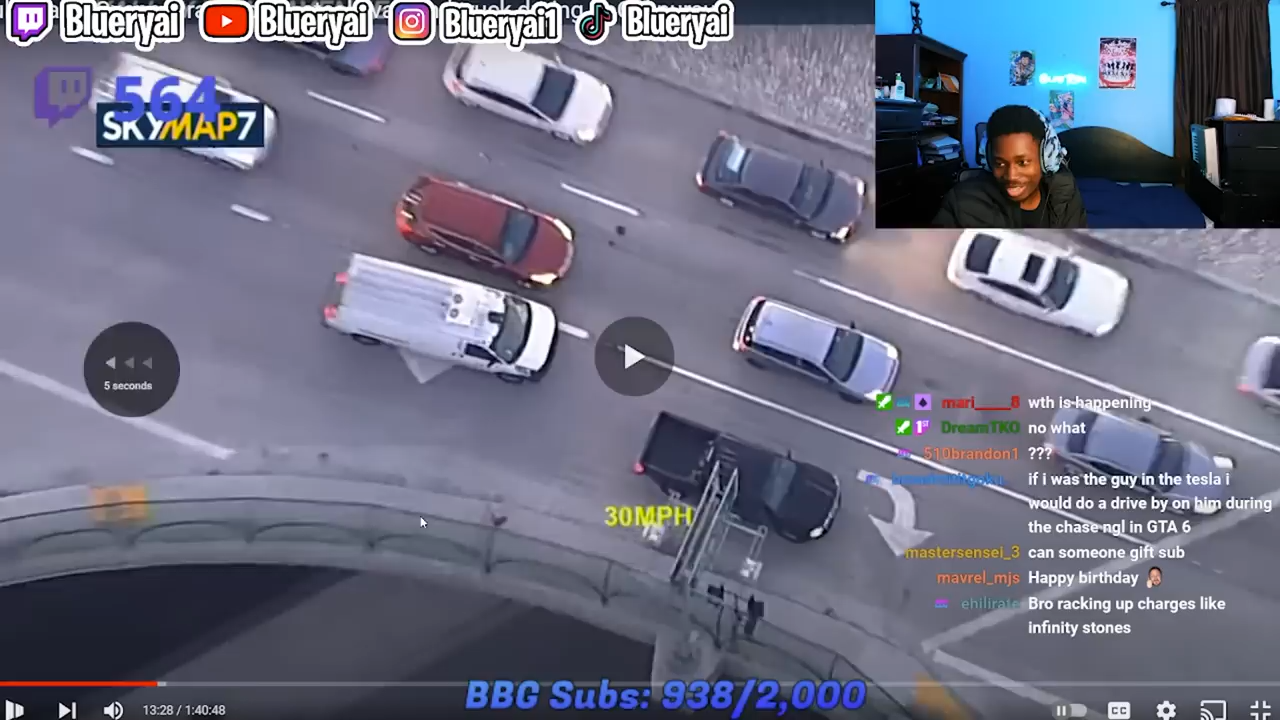 Blueryai
Blueryai
Blueryai1
Blueryai
564
SKYMAP7
5 seconds
30MPH
mari_____8 wth is happening
DreamTKO no what
510brandon1 ???
if i was the guy in the tesla i
would do a drive by on him during
the chase ngl in GTA 6
mastersensei_3 can someone gift sub
mavrel_mjs Happy birthday
ehilirate Bro racking up charges like
infinity stones
BBG Subs: 938/2,000
13:28 / 1:40:48
CC